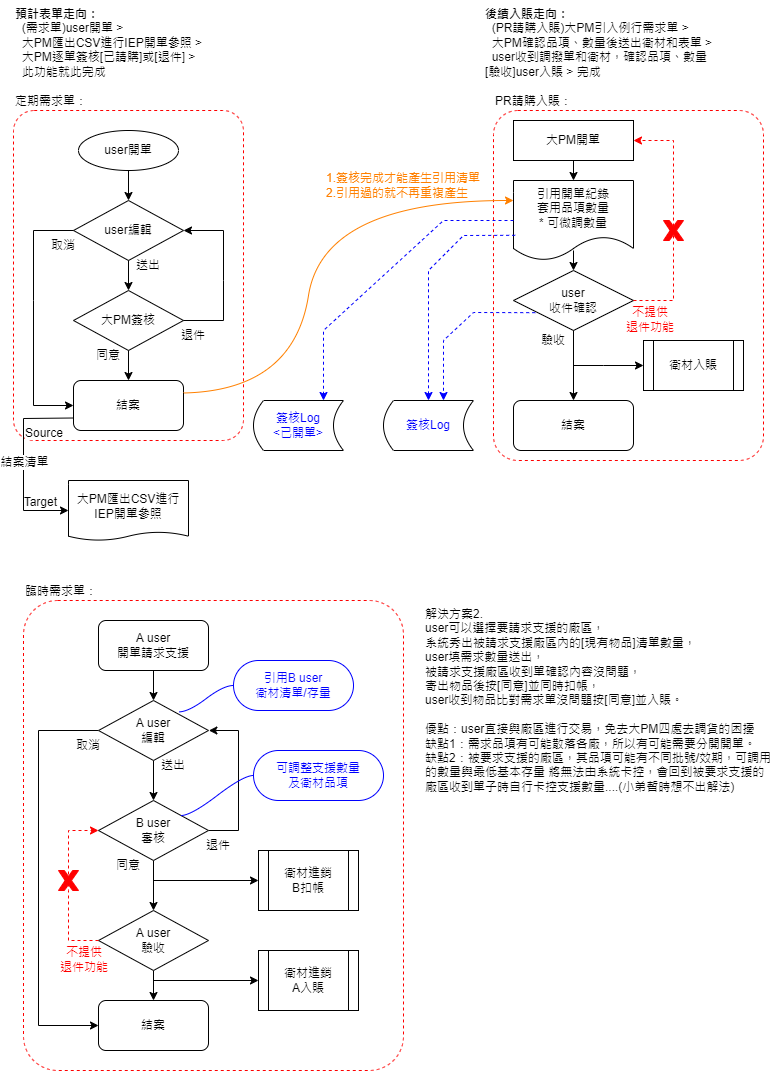 預計表單走向：
(需求單)user開單 >
大PM匯出CSV進行IEP開單參照 >
大PM逐單簽核[已請購]或[退件] >
此功能就此完成
後續入賬走向：
(PR請購入賬)大PM引入例行需求單 >
大PM確認品項、數量後送出衛材和表單 >
user收到調撥單和衛材，確認品項、數量
[驗收]user入賬 > 完成
定期需求單：
user開單
user編輯
取消
送出
大PM簽核
退件
同意
結案
Source
結案清單
Target
大PM匯出CSV進行
IEP開單參照
1.簽核完成才能產生引用清單
2.引用過的就不再重複產生
PR請購入賬：
大PM開單
引用開單紀錄
套用品項數量
* 可微調數量
X
user
收件確認
不提供
退件功能
驗收
衛材入賬
結案
簽核Log
<已開單>
簽核Log
臨時需求單：
A user
開單請求支援
引用B user
衛材清單/存量
A user
編輯
取消
送出
可調整支援數量
及衛材品項
B user
審核
退件
同意
X
衛材進銷
B扣帳
A user
驗收
不提供
退件功能
衛材進銷
A入賬
結案
解決方案2.
user可以選擇要請求支援的廠區，
系統秀出被請求支援廠區內的[現有物品]清單數量，
user填需求數量送出，
被請求支援廠區收到單確認內容沒問題，
寄出物品後按[同意]並同時扣帳，
user收到物品比對需求單沒問題按[同意]並入賬。
優點：user直接與廠區進行交易，免去大PM四處去調貨的困擾
缺點1：需求品項有可能散落各廠，所以有可能需要分開開單。
缺點2：被要求支援的廠區，其品項可能有不同批號/效期，可調用
的數量與最低基本存量 將無法由系統卡控，會回到被要求支援的
廠區收到單子時自行卡控支援數量....(小弟暫時想不出解法)